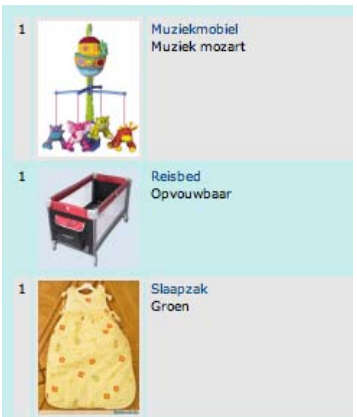 1 Muziekmobiel
Muziek mozart
1 Reisbed
Opvouwbaar
1 Slaapzak
Groen